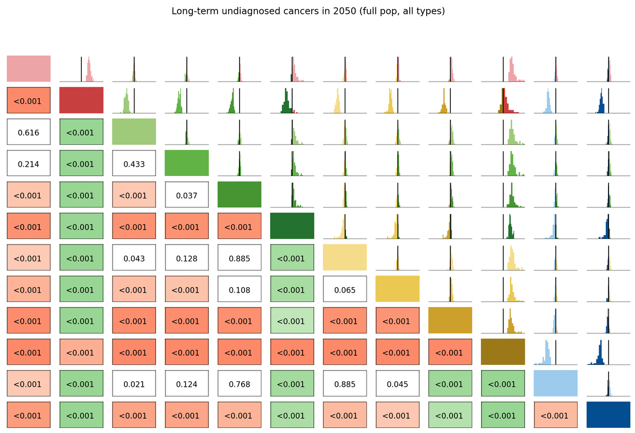 Long-term undiagnosed cancers in 2050 (full pop, all types)
<0.001
0.616 <0.001
0.214 <0.001 0.433
<0.001 <0.001 <0.001 0.037
<0.001 <0.001 <0.001 <0.001 <0.001
<0.001 <0.001 0.043 0.128 0.885 <0.001
<0.001 <0.001 <0.001 <0.001 0.108 <0.001 0.065
<0.001 <0.001 <0.001 <0.001 <0.001 <0.001 <0.001 <0.001
<0.001 <0.001 <0.001 <0.001 <0.001 <0.001 <0.001 <0.001 <0.001
<0.001 <0.001 0.021 0.124 0.768 <0.001 0.885 0.045 <0.001 <0.001
<0.001 <0.001 <0.001 <0.001 <0.001 <0.001 <0.001 <0.001 <0.001 <0.001 <0.001